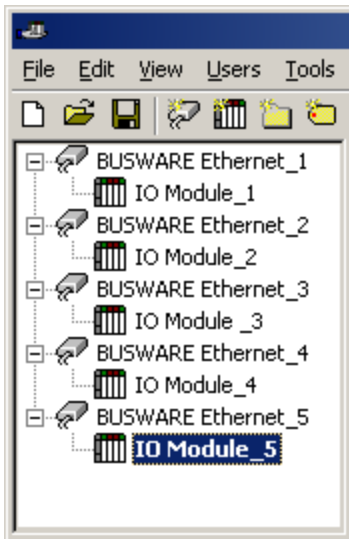 File Edit View Users Tools
BUSWARE Ethernet_1
IO Module_1
BUSWARE Ethernet_2
IO Module_2
BUSWARE Ethernet_3
IO Module _3
BUSWARE Ethernet_4
IO Module_4
BUSWARE Ethernet_5
IO Module_5